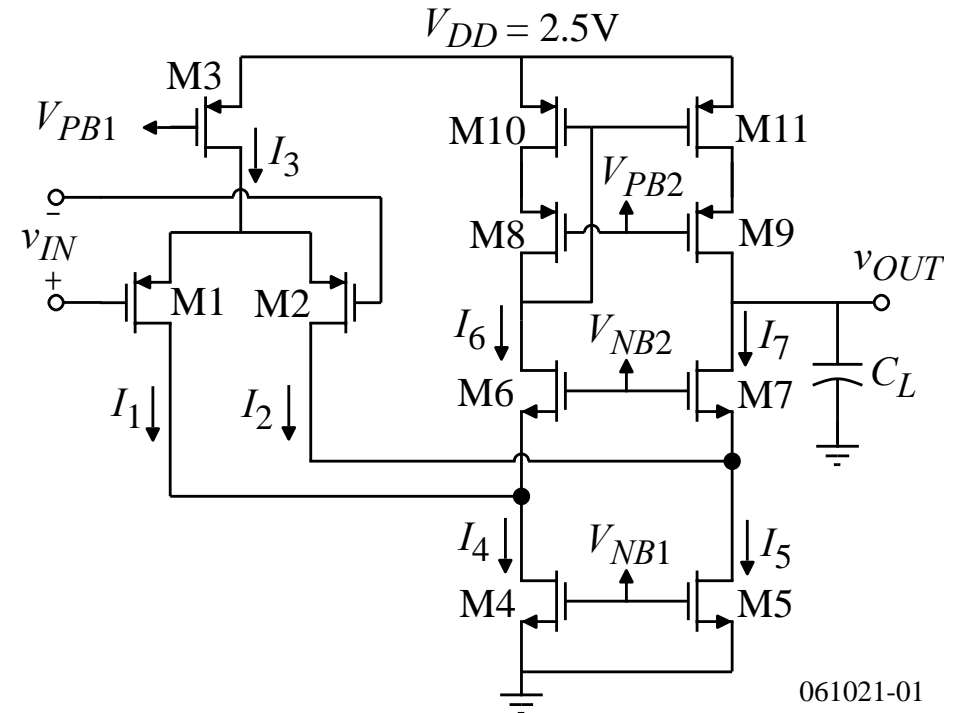 V_DD = 2.5V
M3
V_PB1
I_3
M10
M11
V_PB2
M8
M9
-
v_IN
+
M1
M2
v_OUT
I_6
V_NB2
I_7
C_L
M6
M7
I_1
I_2
I_4
V_NB1
I_5
M4
M5
061021-01